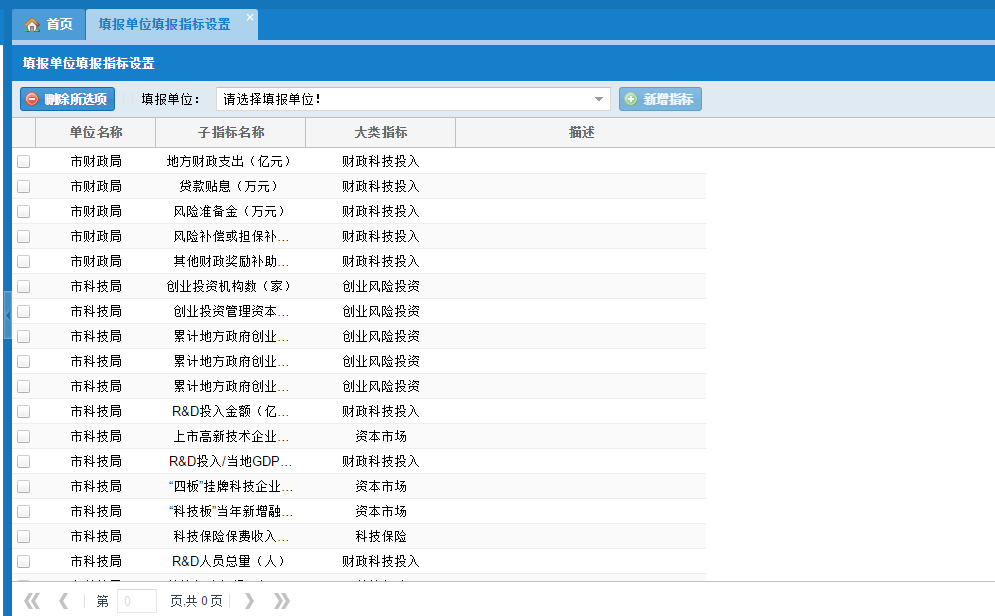 首页 填报单位填报指标设置
填报单位填报指标设置
删除所选项 填报单位： 请选择填报单位！ 新增指标
单位名称 子指标名称 大类指标 描述
市财政局 地方财政支出（亿元） 财政科技投入
市财政局 贷款贴息（万元） 财政科技投入
市财政局 风险准备金（万元） 财政科技投入
市财政局 风险补偿或担保补... 财政科技投入
市财政局 其他财政奖励补助... 财政科技投入
市科技局 创业投资机构数（家） 创业风险投资
市科技局 创业投资管理资本... 创业风险投资
市科技局 累计地方政府创业... 创业风险投资
市科技局 累计地方政府创业... 创业风险投资
市科技局 累计地方政府创业... 创业风险投资
市科技局 R&D投入金额（亿... 财政科技投入
市科技局 上市高新技术企业... 资本市场
市科技局 R&D投入/当地GDP... 财政科技投入
市科技局 “四板”挂牌科技企业... 资本市场
市科技局 “科技板”当年新增融... 资本市场
市科技局 科技保险保费收入... 科技保险
市科技局 R&D人员总量（人） 财政科技投入
第 0 页,共 0 页